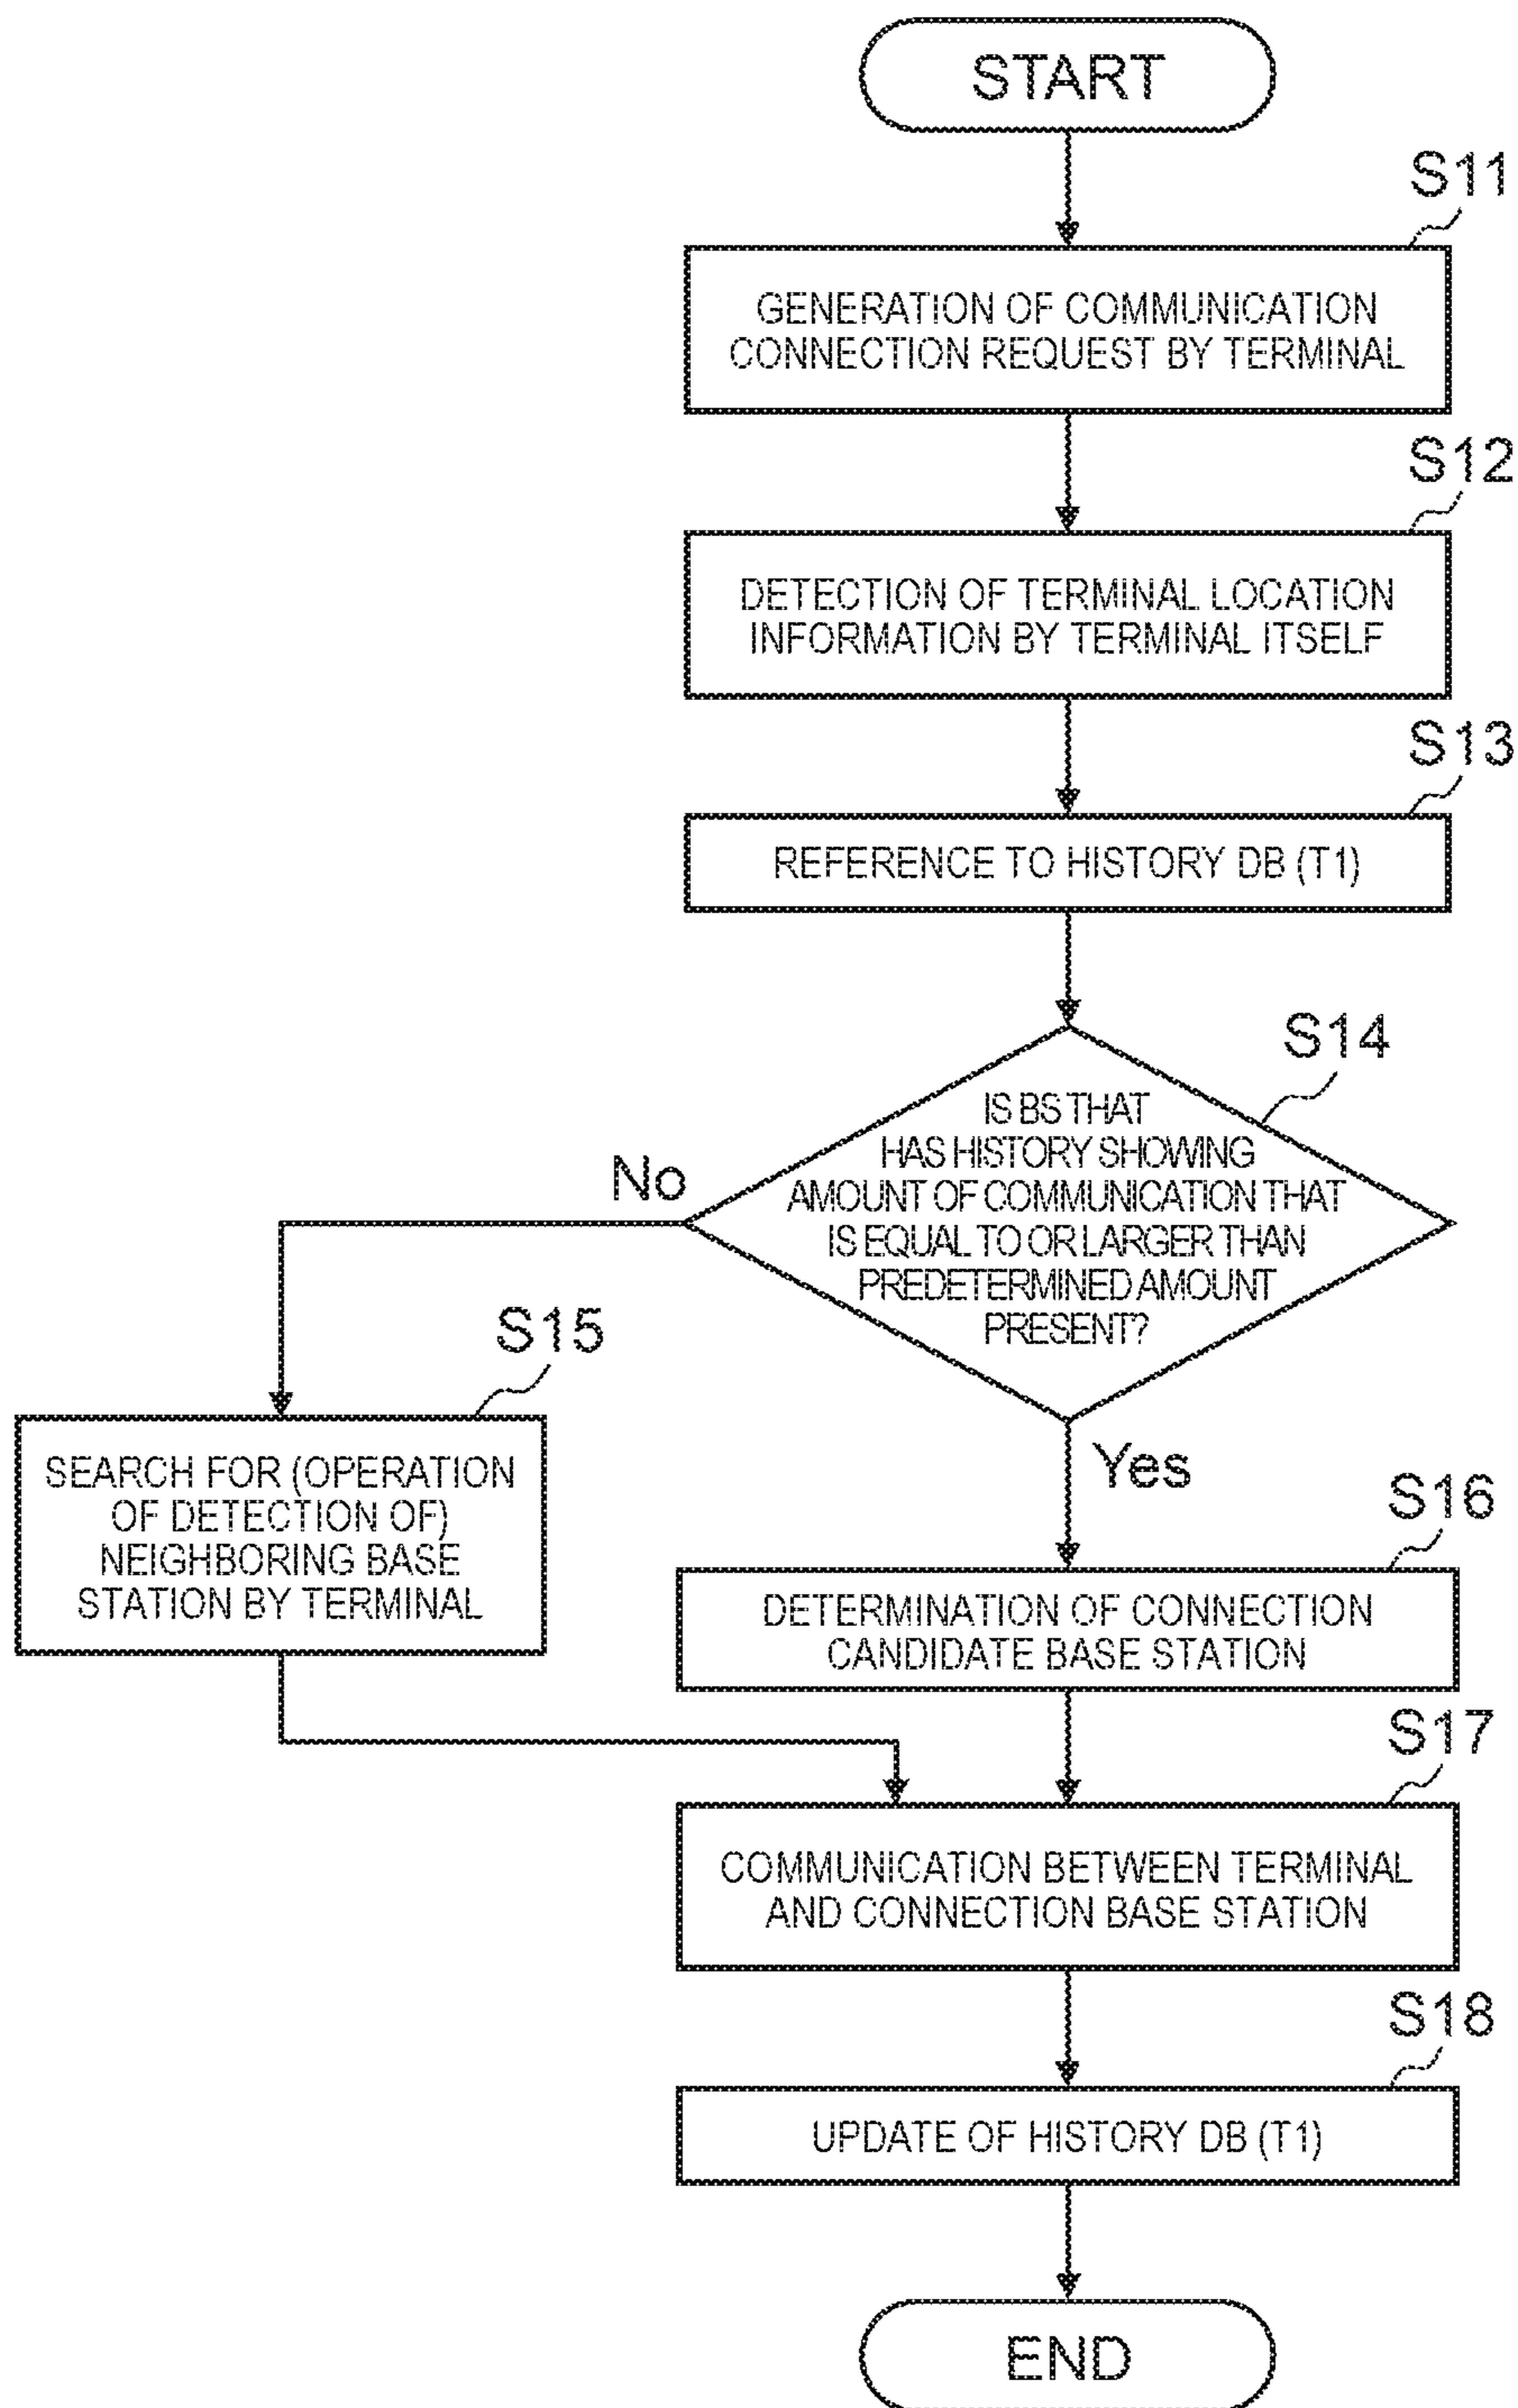 START
S11
GENERATION OF COMMUNICATION
CONNECTION REQUEST BY TERMINAL
S12
DETECTION OF TERMINAL LOCATION
INFORMATION BY TERMINAL ITSELF
S13
REFERENCE TO HISTORY DB (T1)
S14
IS BS THAT
HAS HISTORY SHOWING
AMOUNT OF COMMUNICATION THAT
IS EQUAL TO OR LARGER THAN
PREDETERMINED AMOUNT
PRESENT?
No
Yes
S15
SEARCH FOR (OPERATION
OF DETECTION OF)
NEIGHBORING BASE
STATION BY TERMINAL
S16
DETERMINATION OF CONNECTION
CANDIDATE BASE STATION
S17
COMMUNICATION BETWEEN TERMINAL
AND CONNECTION BASE STATION
S18
UPDATE OF HISTORY DB (T1)
END